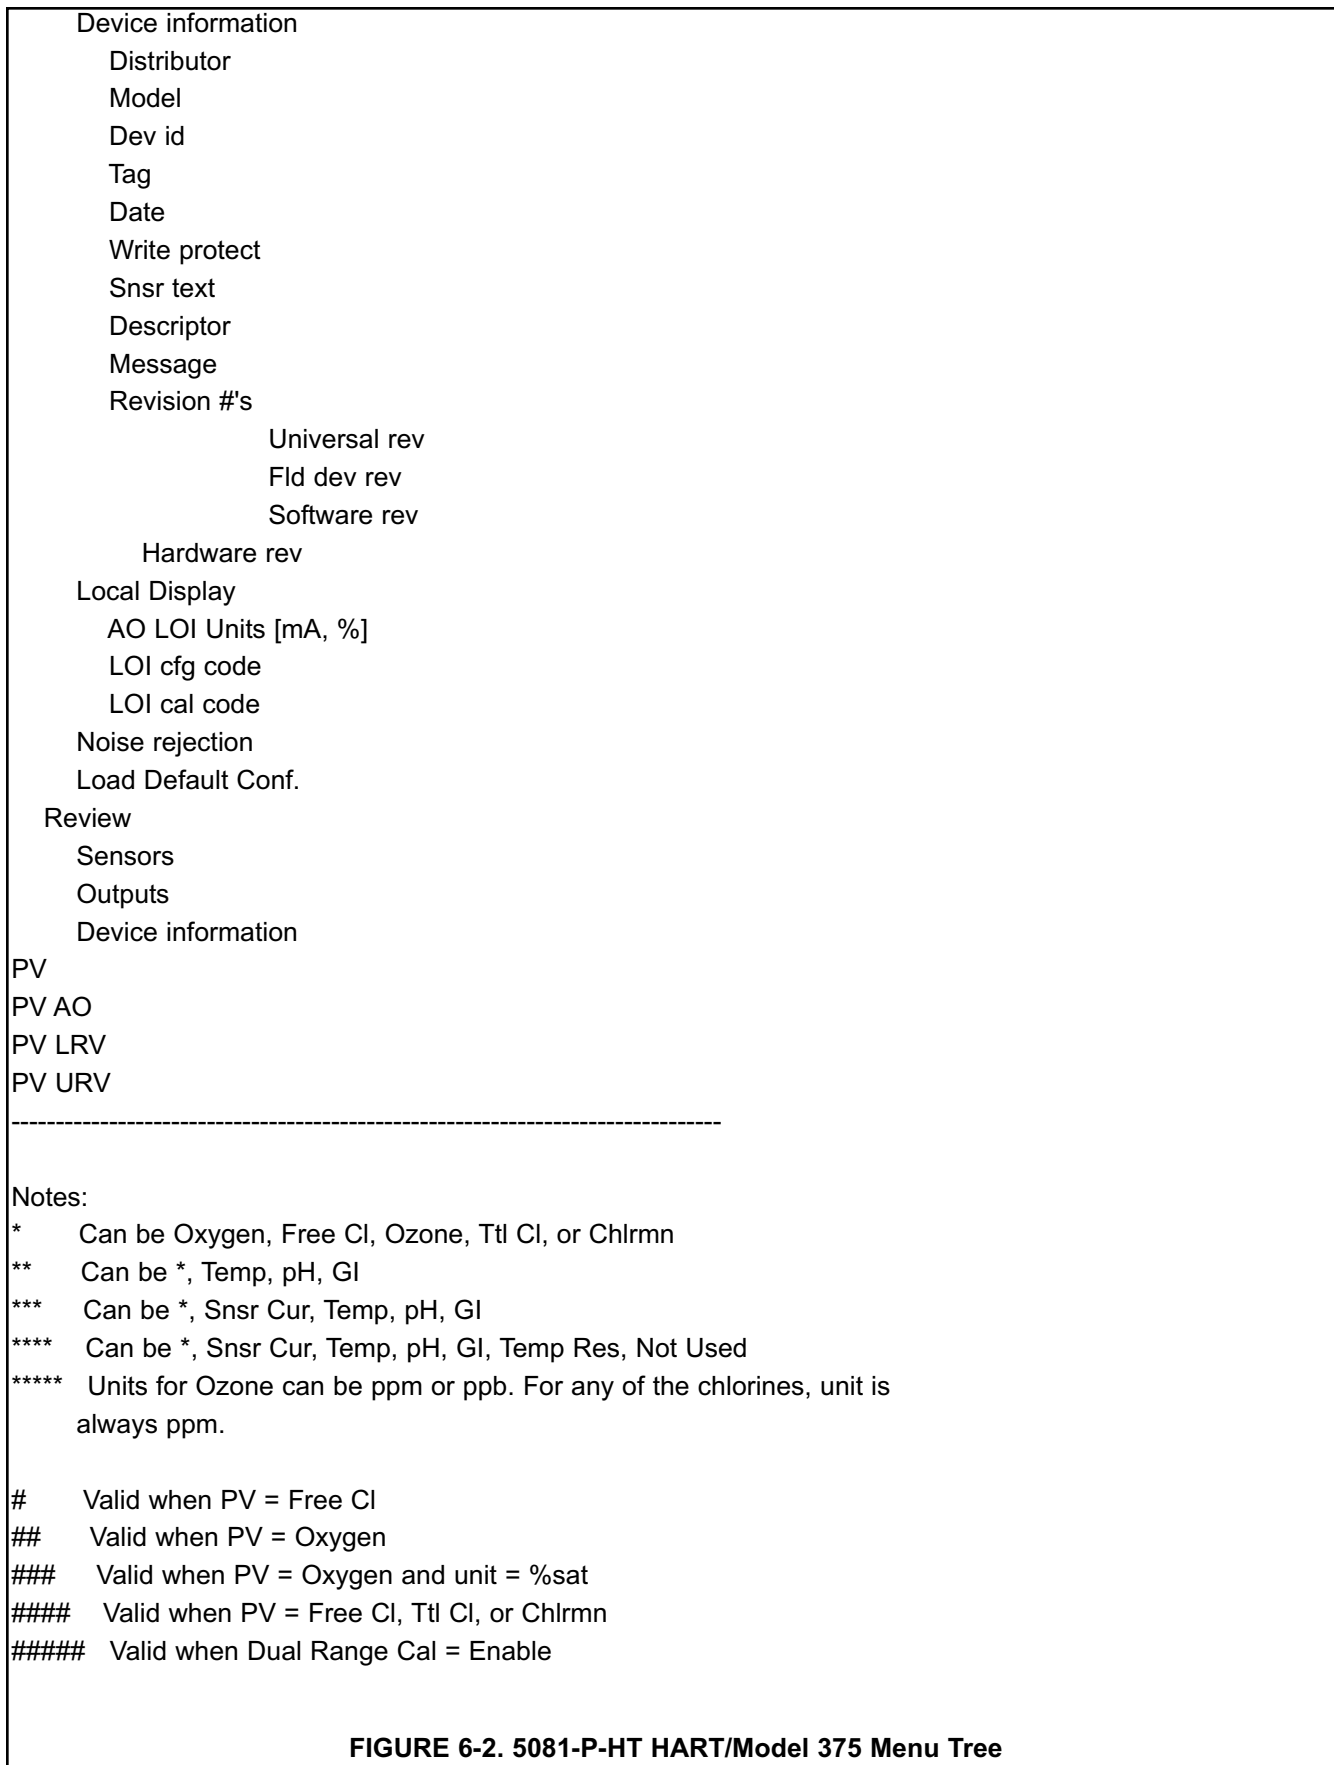 Device information
Distributor
Model
Dev id
Tag
Date
Write protect
Snsr text
Descriptor
Message
Revision #'s
Universal rev
Fld dev rev
Software rev
Hardware rev
Local Display
AO LOI Units [mA, %]
LOI cfg code
LOI cal code
Noise rejection
Load Default Conf.
Review
Sensors
Outputs
Device information
PV
PV AO
PV LRV
PV URV
--------------------------------------------------------------------------------
Notes:
* Can be Oxygen, Free Cl, Ozone, Ttl Cl, or Chlrmn
** Can be *, Temp, pH, GI
*** Can be *, Snsr Cur, Temp, pH, GI
**** Can be *, Snsr Cur, Temp, pH, GI, Temp Res, Not Used
***** Units for Ozone can be ppm or ppb. For any of the chlorines, unit is
always ppm.
# Valid when PV = Free Cl
## Valid when PV = Oxygen
### Valid when PV = Oxygen and unit = %sat
#### Valid when PV = Free Cl, Ttl Cl, or Chlrmn
##### Valid when Dual Range Cal = Enable
FIGURE 6-2. 5081-P-HT HART/Model 375 Menu Tree